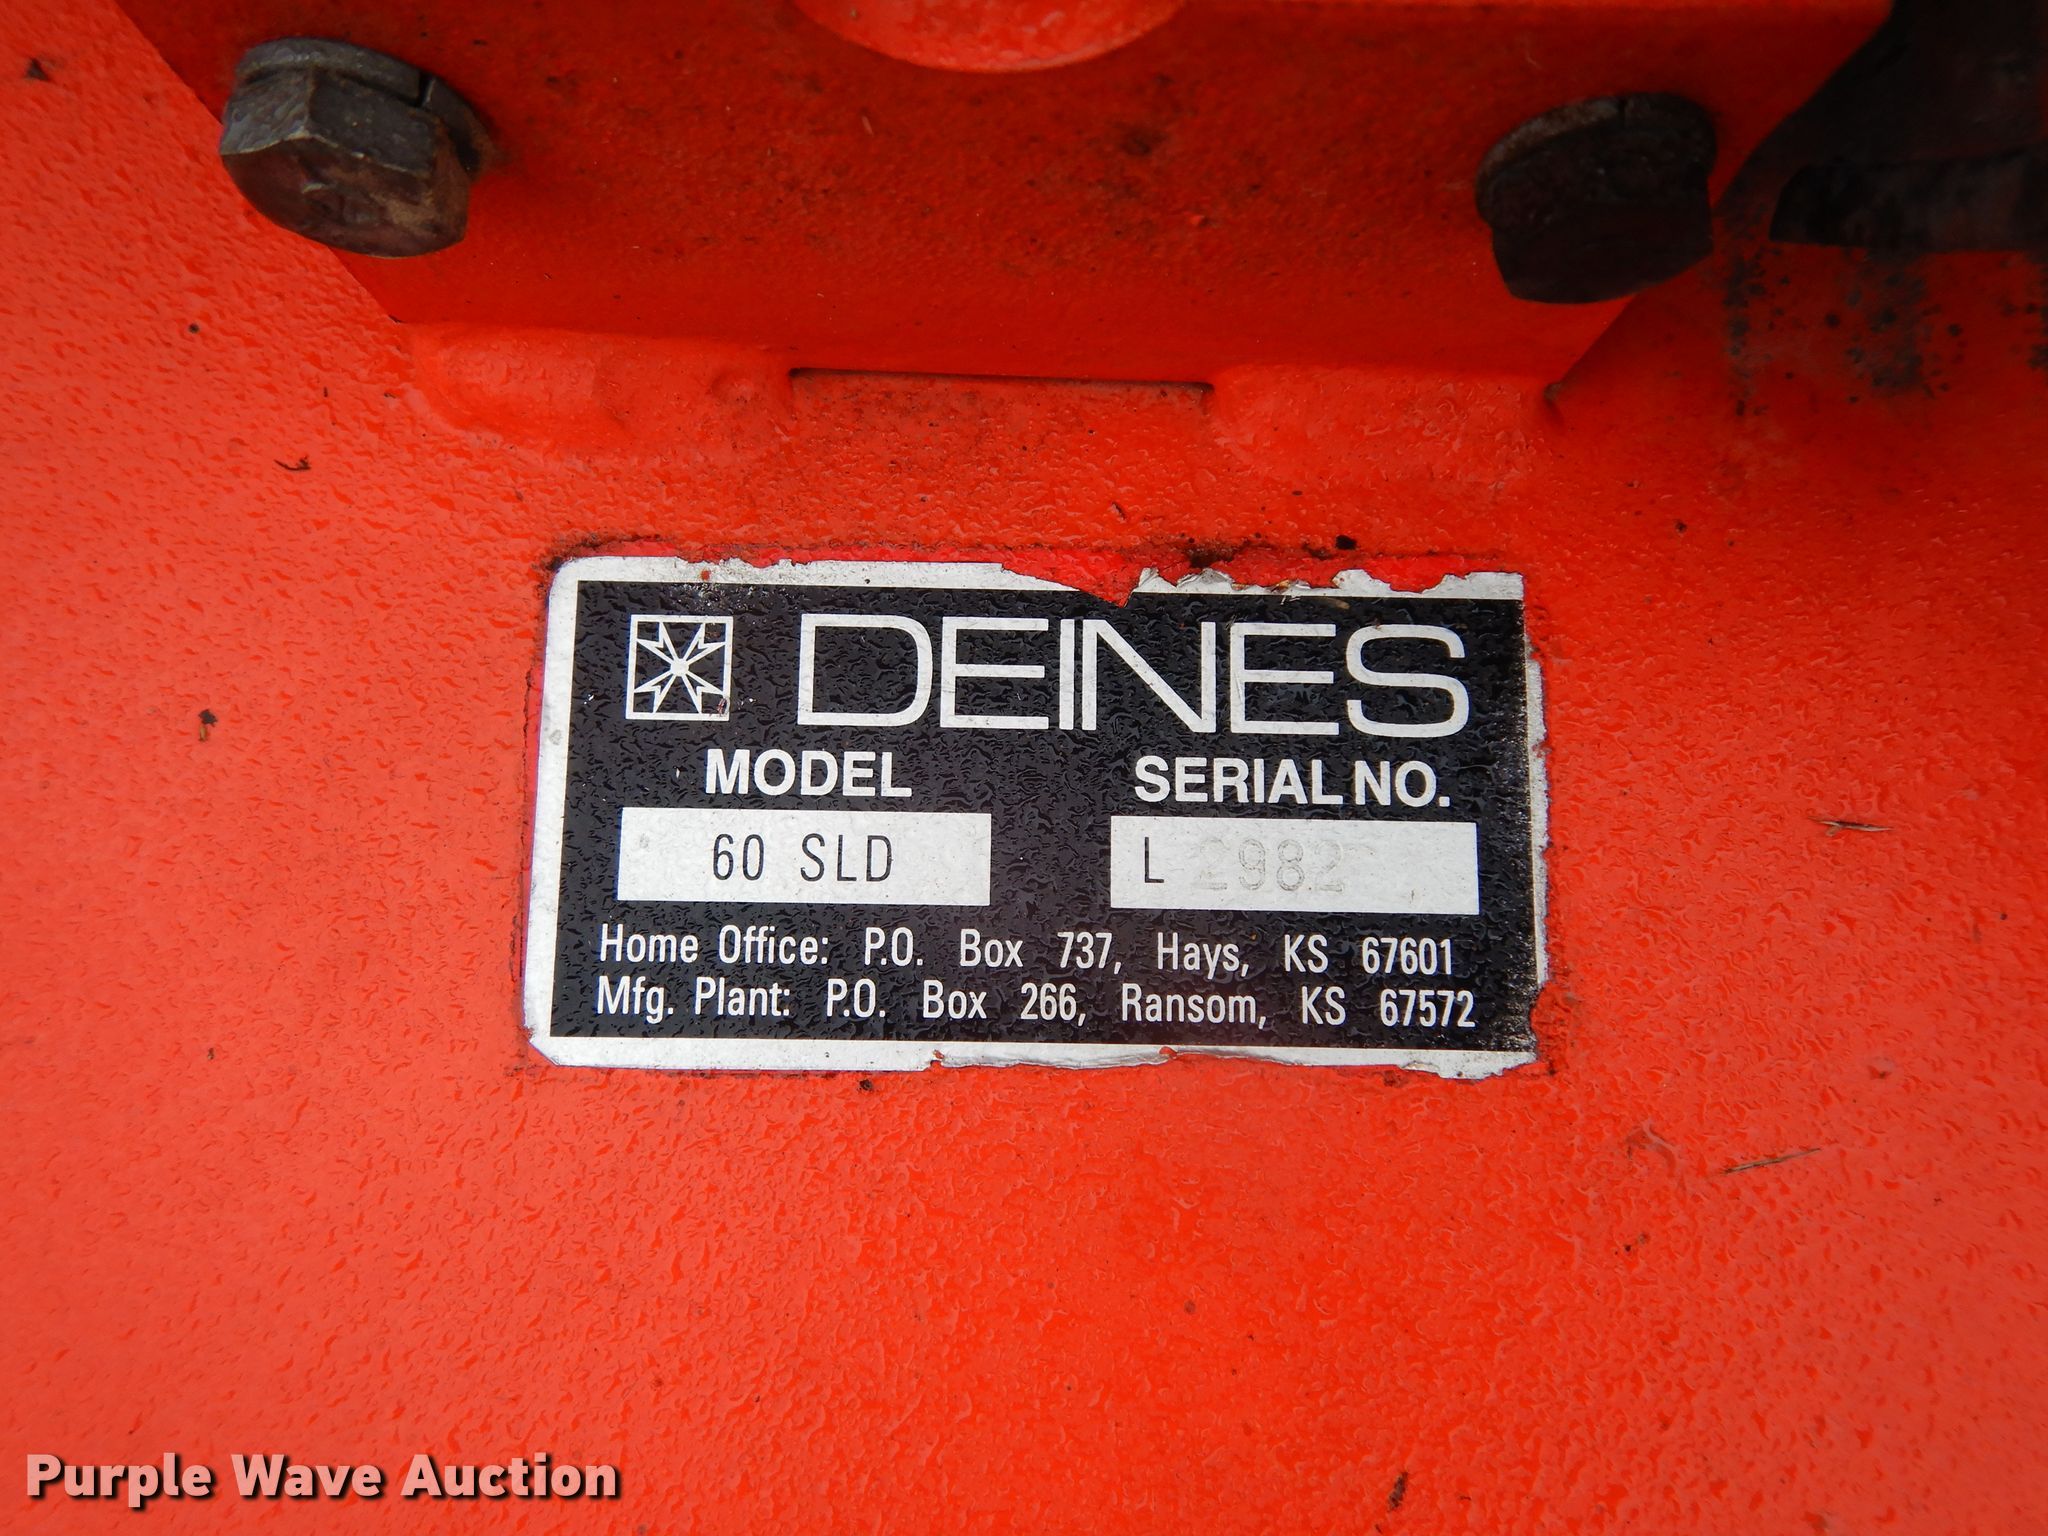 DEINES
MODEL SERIAL NO.
60 SLD L 2982
Home Office: P.O. Box 737, Hays, KS 67601
Mfg. Plant: P.O. Box 266, Ransom, KS 67572
Purple Wave Auction